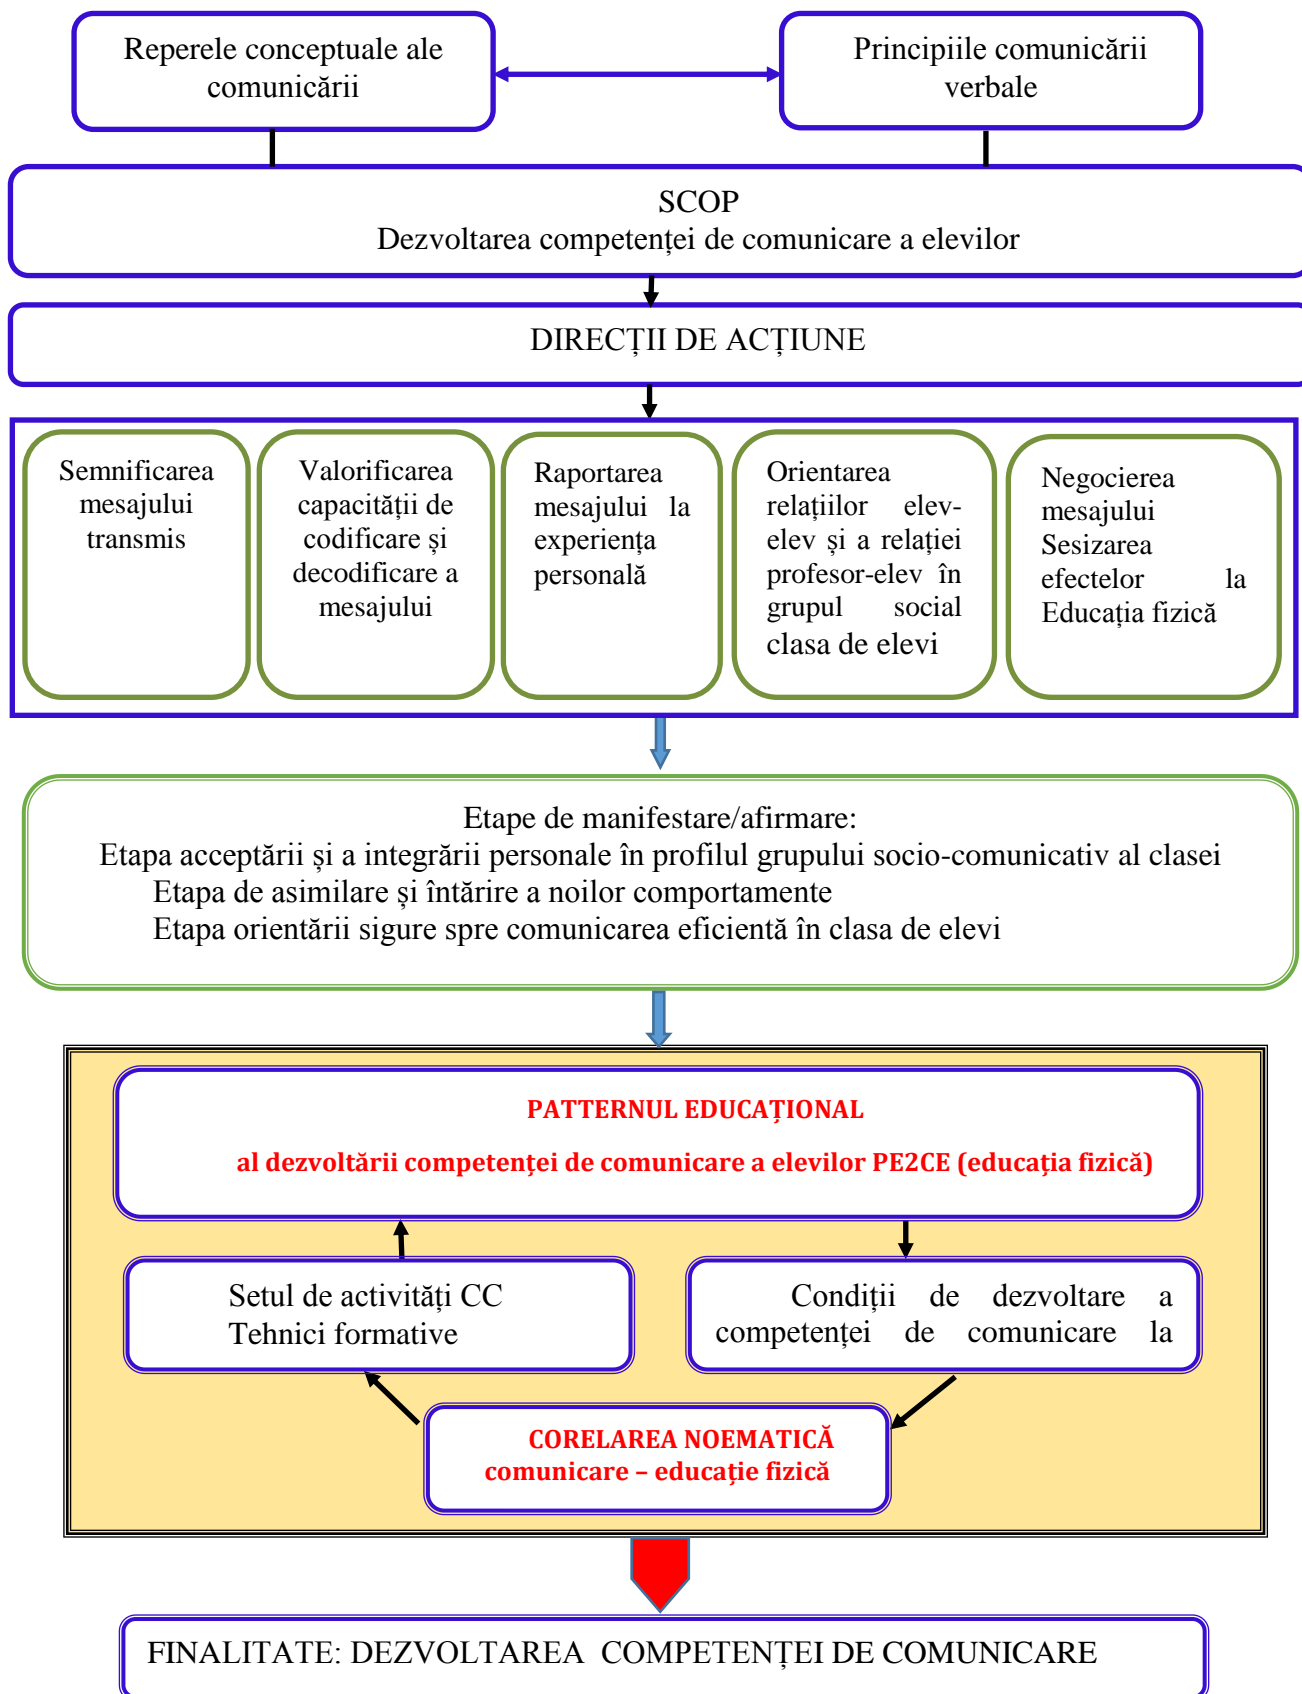 Reperele conceptuale ale
comunicării
Principiile comunicării
verbale
SCOP
Dezvoltarea competenței de comunicare a elevilor
DIRECȚII DE ACȚIUNE
Semnificarea
mesajului
transmis
Valorificarea
capacității de
codificare și
decodificare a
mesajului
Raportarea
mesajului la
experiența
personală
Orientarea
relațiilor elev-
elev și a relației
profesor-elev în
grupul social
clasa de elevi
Negocierea
mesajului
Sesizarea
efectelor la
Educația fizică
Etape de manifestare/afirmare:
Etapa acceptării și a integrării personale în profilul grupului socio-comunicativ al clasei
Etapa de asimilare și întărire a noilor comportamente
Etapa orientării sigure spre comunicarea eficientă în clasa de elevi
PATTERNUL EDUCAȚIONAL
al dezvoltării competenței de comunicare a elevilor PE2CE (educația fizică)
Setul de activități CC
Tehnici formative
Condiții de dezvoltare a
competenței de comunicare la
CORELAREA NOEMATICĂ
comunicare – educație fizică
FINALITATE: DEZVOLTAREA COMPETENȚEI DE COMUNICARE